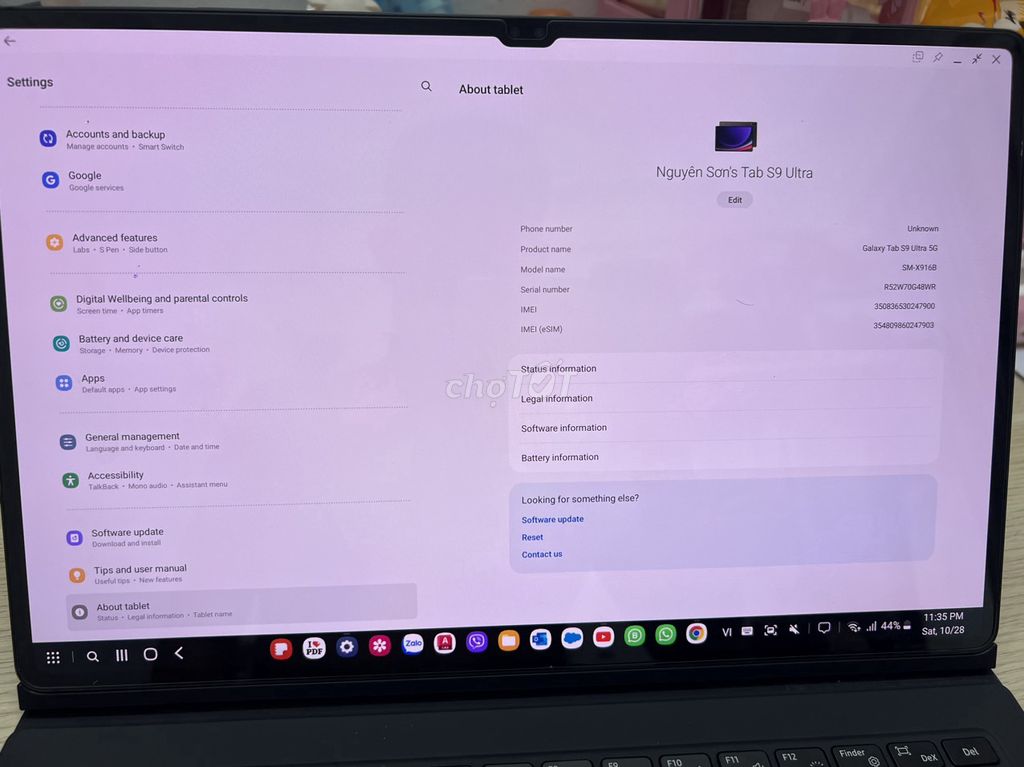 Settings
Accounts and backup
Manage accounts • Smart Switch
Google
Google services
Advanced features
Labs • S Pen • Side button
Digital Wellbeing and parental controls
Screen time • App timers
Battery and device care
Storage • Memory • Device protection
Apps
Default apps • App settings
General management
Language and keyboard • Date and time
Accessibility
TalkBack • Mono audio • Assistant menu
Software update
Download and install
Tips and user manual
Useful tips • New features
About tablet
Status • Legal information • Tablet name
About tablet
Nguyên Sơn's Tab S9 Ultra
Edit
Phone number Unknown
Product name Galaxy Tab S9 Ultra 5G
Model name SM-X916B
Serial number R52W70G48WR
IMEI 350836530247900
IMEI (eSIM) 354809860247903
Status information
chợTỐT
Legal information
Software information
Battery information
Looking for something else?
Software update
Reset
Contact us
I PDF
Zalo
VI
44%
11:35 PM
Sat, 10/28
F9
F10
F11
F12
Finder
DeX
Del